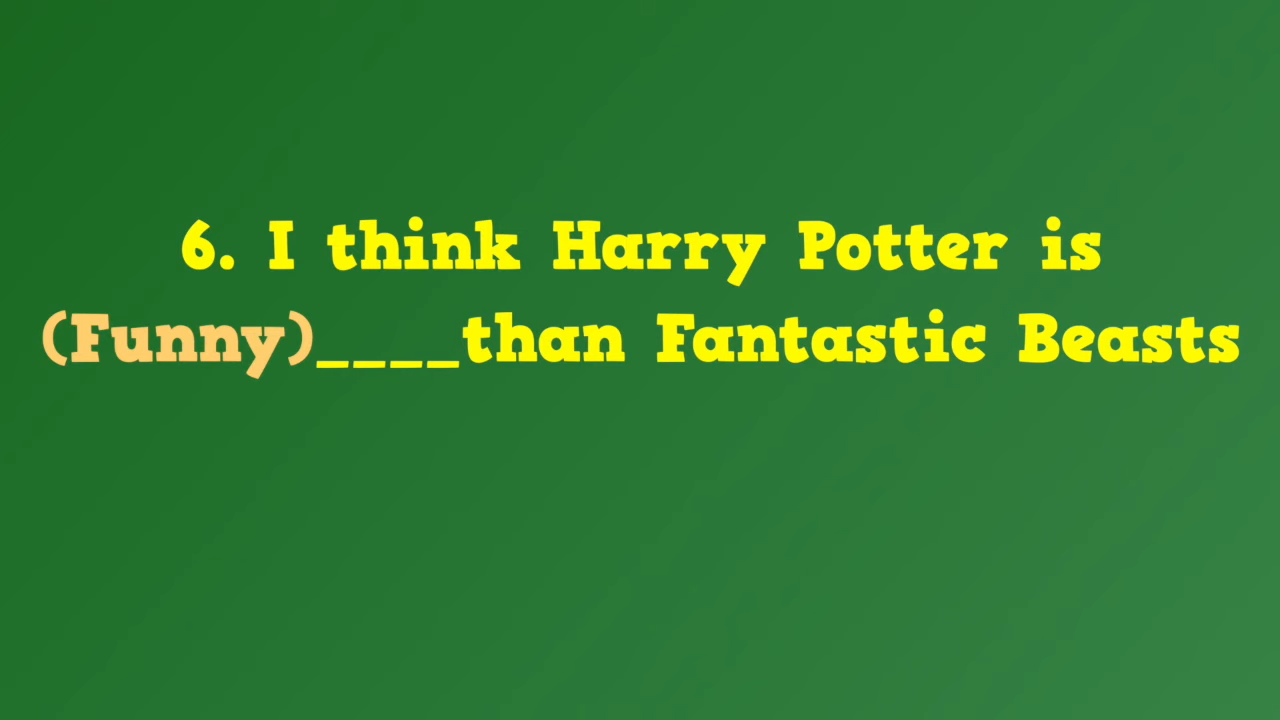 6. I think Harry Potter is
(Funny)____than Fantastic Beasts